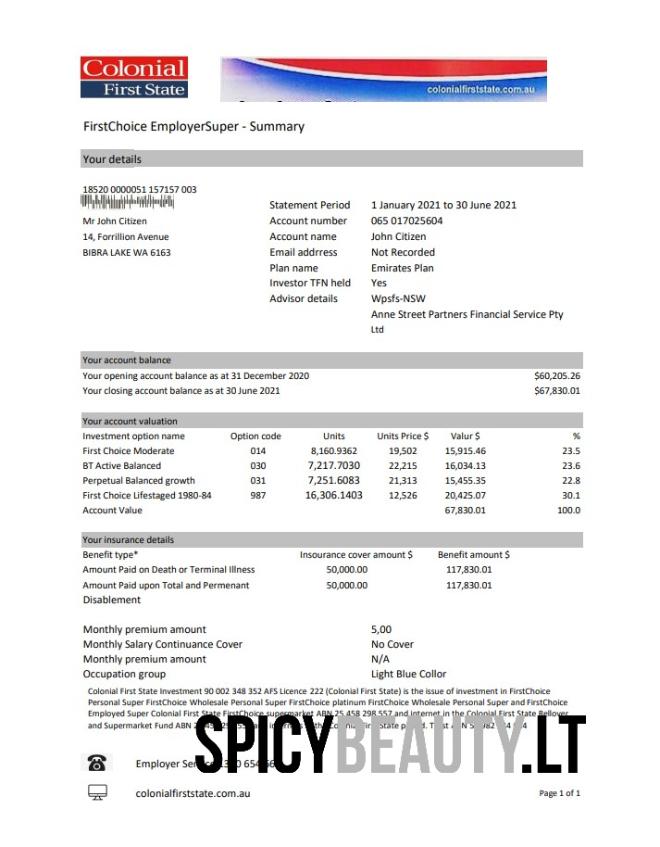 Colonial
First State
colonialfirststate.com.au
FirstChoice EmployerSuper - Summary
Your details
18520 0000051 157157 003
Statement Period 1 January 2021 to 30 June 2021
Mr John Citizen Account number 065 017025604
14, Forrillion Avenue Account name John Citizen
BIBRA LAKE WA 6163 Email addrress Not Recorded
Plan name Emirates Plan
Investor TFN held Yes
Advisor details Wpsfs-NSW
Anne Street Partners Financial Service Pty
Ltd
Your account balance
Your opening account balance as at 31 December 2020 $60,205.26
Your closing account balance as at 30 June 2021 $67,830.01
Your account valuation
Investment option name Option code Units Units Price $ Valur $ %
First Choice Moderate 014 8,160.9362 19,502 15,915.46 23.5
BT Active Balanced 030 7,217.7030 22,215 16,034.13 23.6
Perpetual Balanced growth 031 7,251.6083 21,313 15,455.35 22.8
First Choice Lifestaged 1980-84 987 16,306.1403 12,526 20,425.07 30.1
Account Value 67,830.01 100.0
Your insurance details
Benefit type* Innsourance cover amount $ Benefit amount $
Amount Paid on Death or Terminal Illness 50,000.00 117,830.01
Amount Paid upon Total and Permenant 50,000.00 117,830.01
Disablement
Monthly premium amount 5,00
Monthly Salary Continuance Cover No Cover
Monthly premium amount N/A
Occupation group Light Blue Collor
Colonial First State Investment 90 002 348 352 AFS Licence 222 (Colonial First State) is the issue of investment in FirstChoice
Personal Super FirstChoice Wholesale Personal Super FirstChoice platinum FirstChoice Wholesale Personal Super and FirstChoice
Employed Super Colonial First State FirstChoice supermarket ABN 25 458 298 557 and internet in the Colonial First State Rellover
and Supermarket Fund ABN
SPICYBEAUTY.LT
Employer Ser
colonialfirststate.com.au Page 1 of 1